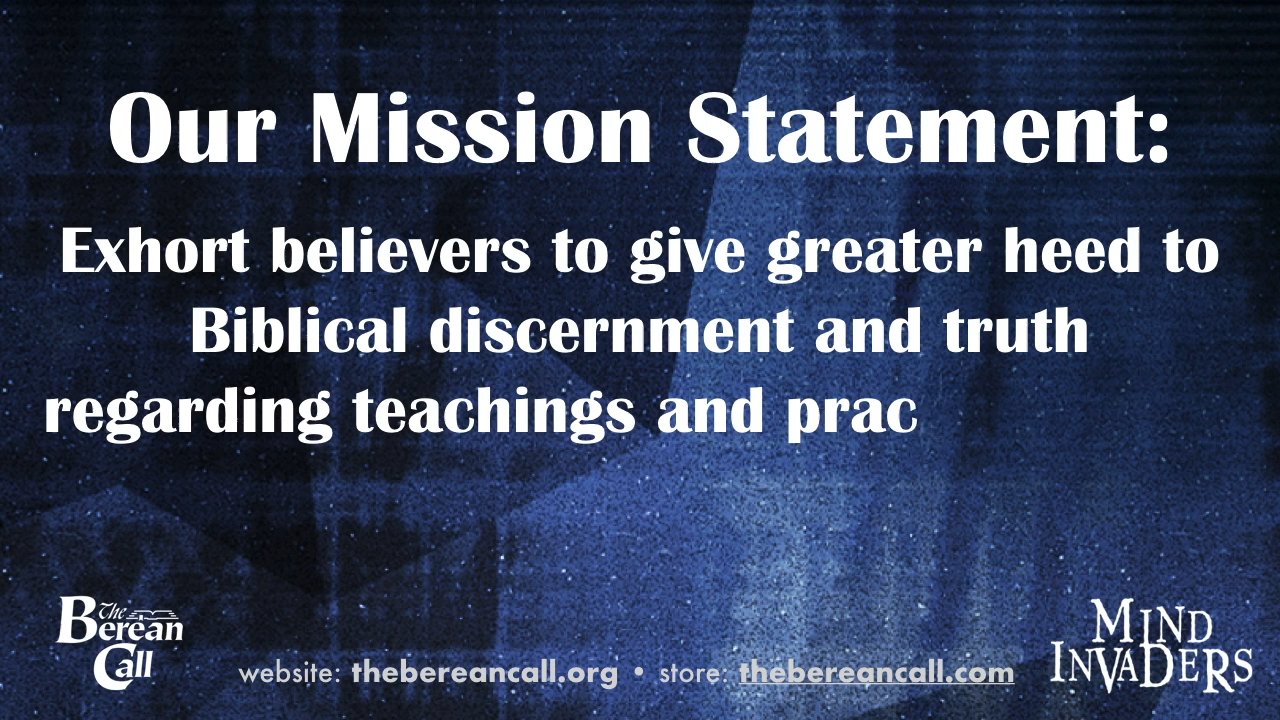 Our Mission Statement:
Exhort believers to give greater heed to
Biblical discernment and truth
regarding teachings and prac
The
Berean
Call
website: thebereancall.org • store: thebereancall.com
MIND
INVADERS